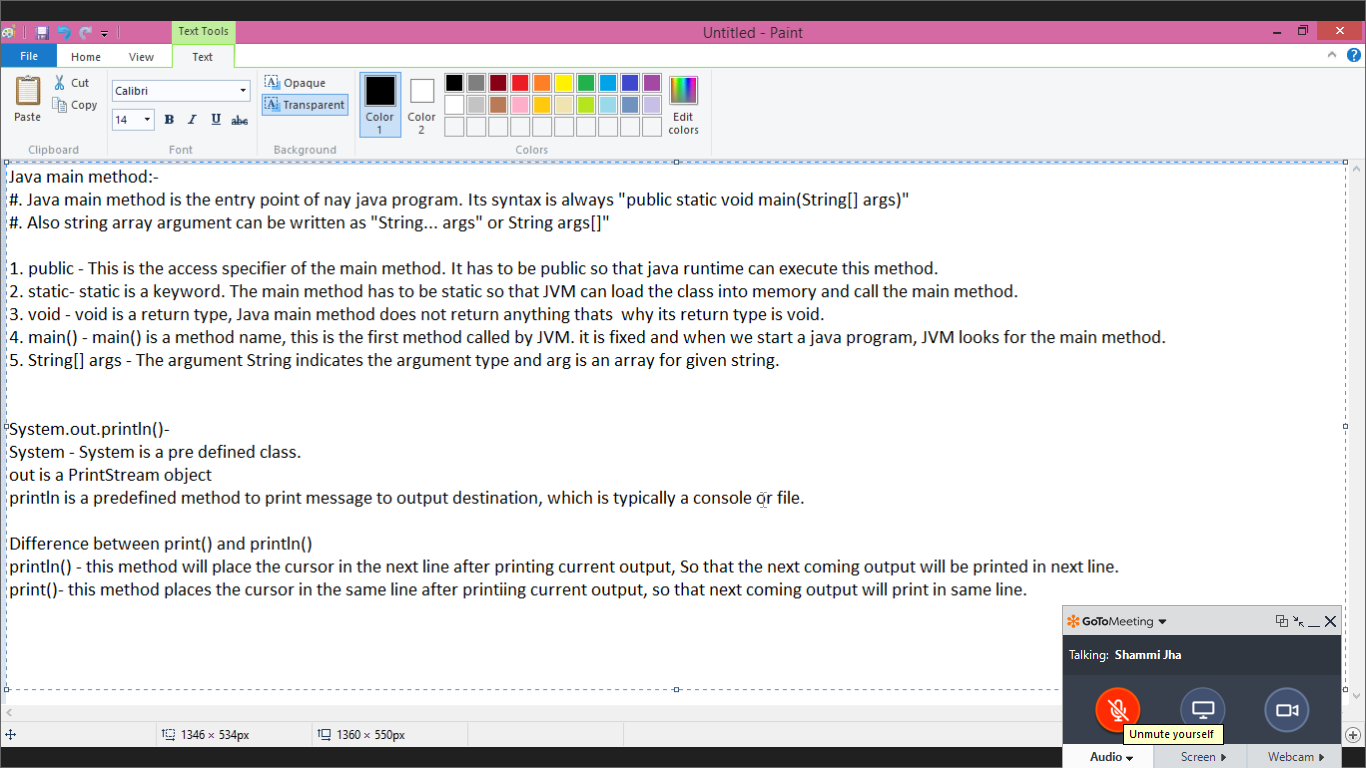 Text Tools
Untitled - Paint
File
Home
View
Text
Paste
Cut
Copy
Clipboard
Calibri
14
B I U abc
Font
Opaque
Transparent
Background
Color 1
Color 2
Edit colors
Colors
Java main method:-
#. Java main method is the entry point of nay java program. Its syntax is always "public static void main(String[] args)"
#. Also string array argument can be written as "String... args" or String args[]"
1. public - This is the access specifier of the main method. It has to be public so that java runtime can execute this method.
2. static- static is a keyword. The main method has to be static so that JVM can load the class into memory and call the main method.
3. void - void is a return type, Java main method does not return anything thats  why its return type is void.
4. main() - main() is a method name, this is the first method called by JVM. it is fixed and when we start a java program, JVM looks for the main method.
5. String[] args - The argument String indicates the argument type and arg is an array for given string.
System.out.println()-
System - System is a pre defined class.
out is a PrintStream object
println is a predefined method to print message to output destination, which is typically a console or file.
Difference between print() and println()
println() - this method will place the cursor in the next line after printing current output, So that the next coming output will be printed in next line.
print()- this method places the cursor in the same line after printiing current output, so that next coming output will print in same line.
GoToMeeting
Talking: Shammi Jha
Unmute yourself
Audio
Screen
Webcam
1346 × 534px
1360 × 550px